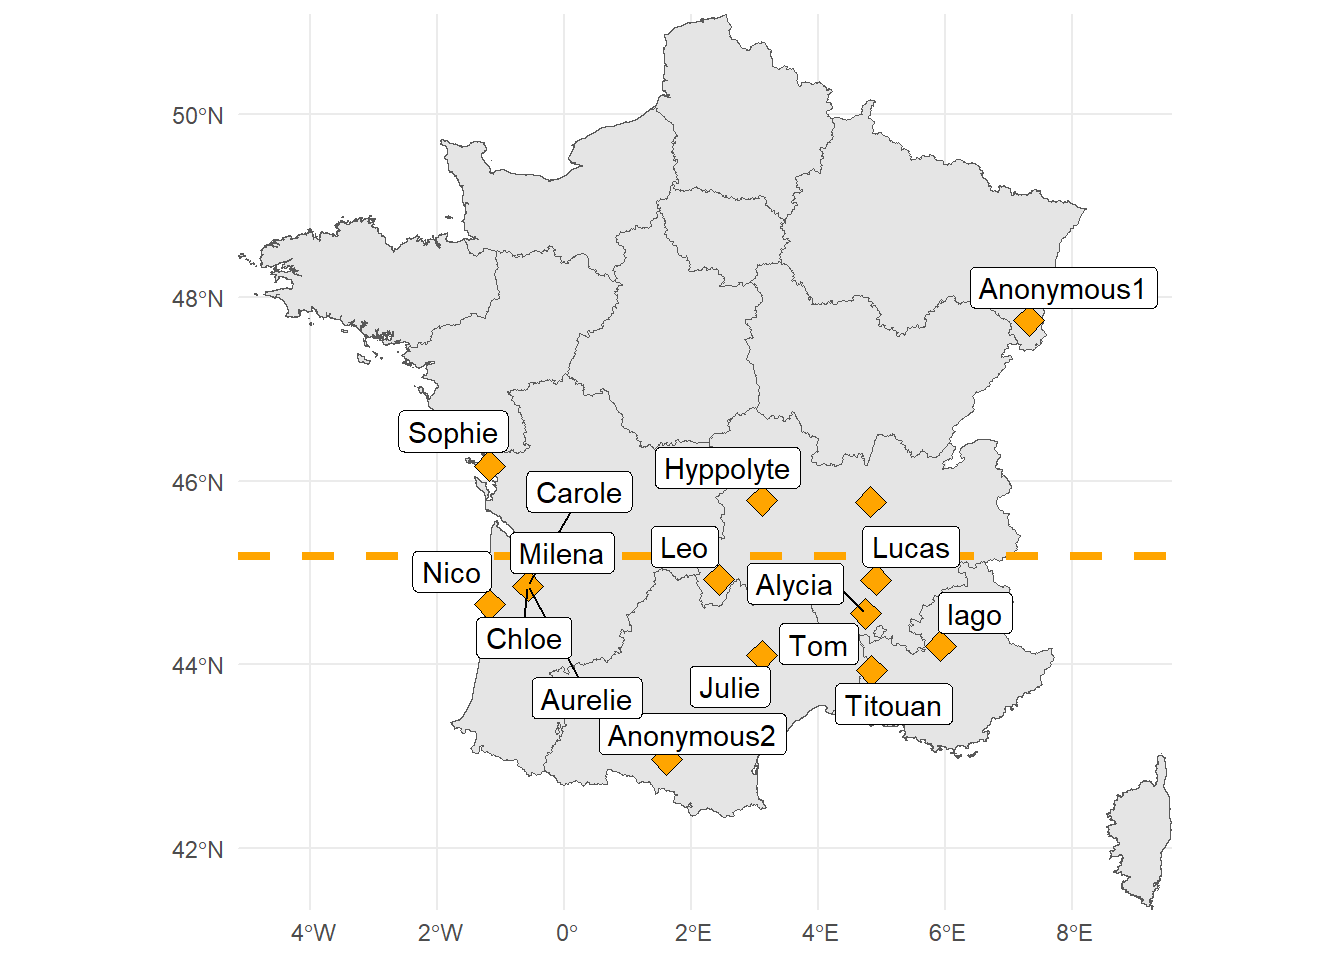 50°N
48°N
46°N
44°N
42°N
Anonymous1
Sophie
Hyppolyte
Carole
Leo
Lucas
Milena
Nico
Alycia
Iago
Chloe
Tom
Julie
Aurelie
Titouan
Anonymous2
4°W
2°W
0°
2°E
4°E
6°E
8°E